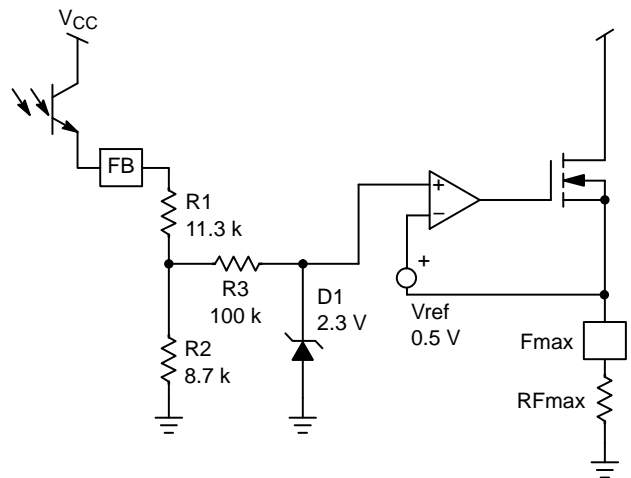 VCC
FB
R1
11.3 k
R3
100 k
D1
2.3 V
R2
8.7 k
+
−
+
Vref
0.5 V
Fmax
RFmax